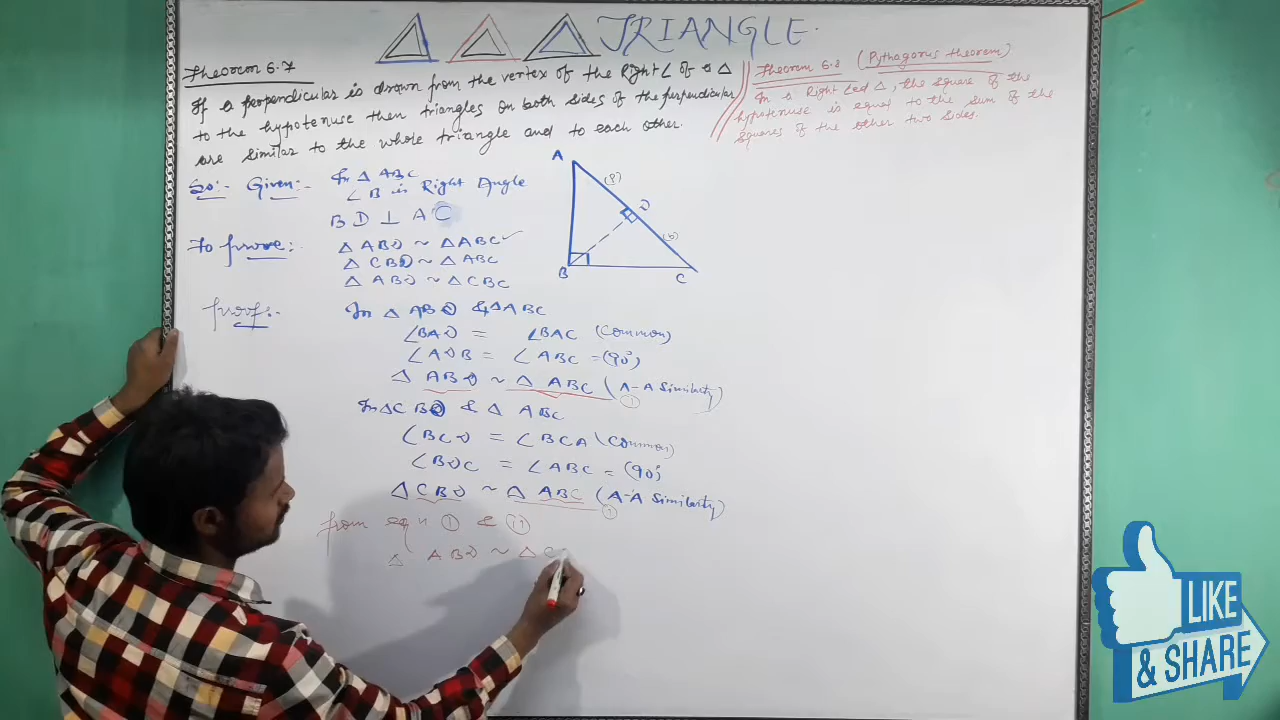 TRIANGLE.
Theorem 6.7
If a perpendicular is drawn from the vertex of the Right ∠ of a △
to the hypotenuse then triangles on both sides of the perpendicular
are similar to the whole triangle and to each other.
Theorem 6.8 (Pythagorus theorem)
In a Right ∠ed △, the square of the
hypotenuse is equal to the sum of the
squares of the other two sides.
So:- Given:- In △ ABC
∠B is Right Angle
BD ⊥ AC
To prove:- △ ABD ~ △ABC ✓
△ CBD ~ △ ABC
△ ABD ~ △ CBC
A
D
B
C
Proof:- In △ ABD & △ABC
∠BAD = ∠BAC (Common)
∠ADB = ∠ABC = (90°)
△ ABD ~ △ ABC (A-A Similarity)
①
In △CBD & △ ABC
∠BCD = ∠BCA (Common)
∠BDC = ∠ABC = (90°)
△ CBD ~ △ ABC (A-A Similarity)
from eqn ① & ⑪
△ ABD ~ △ C
LIKE
& SHARE